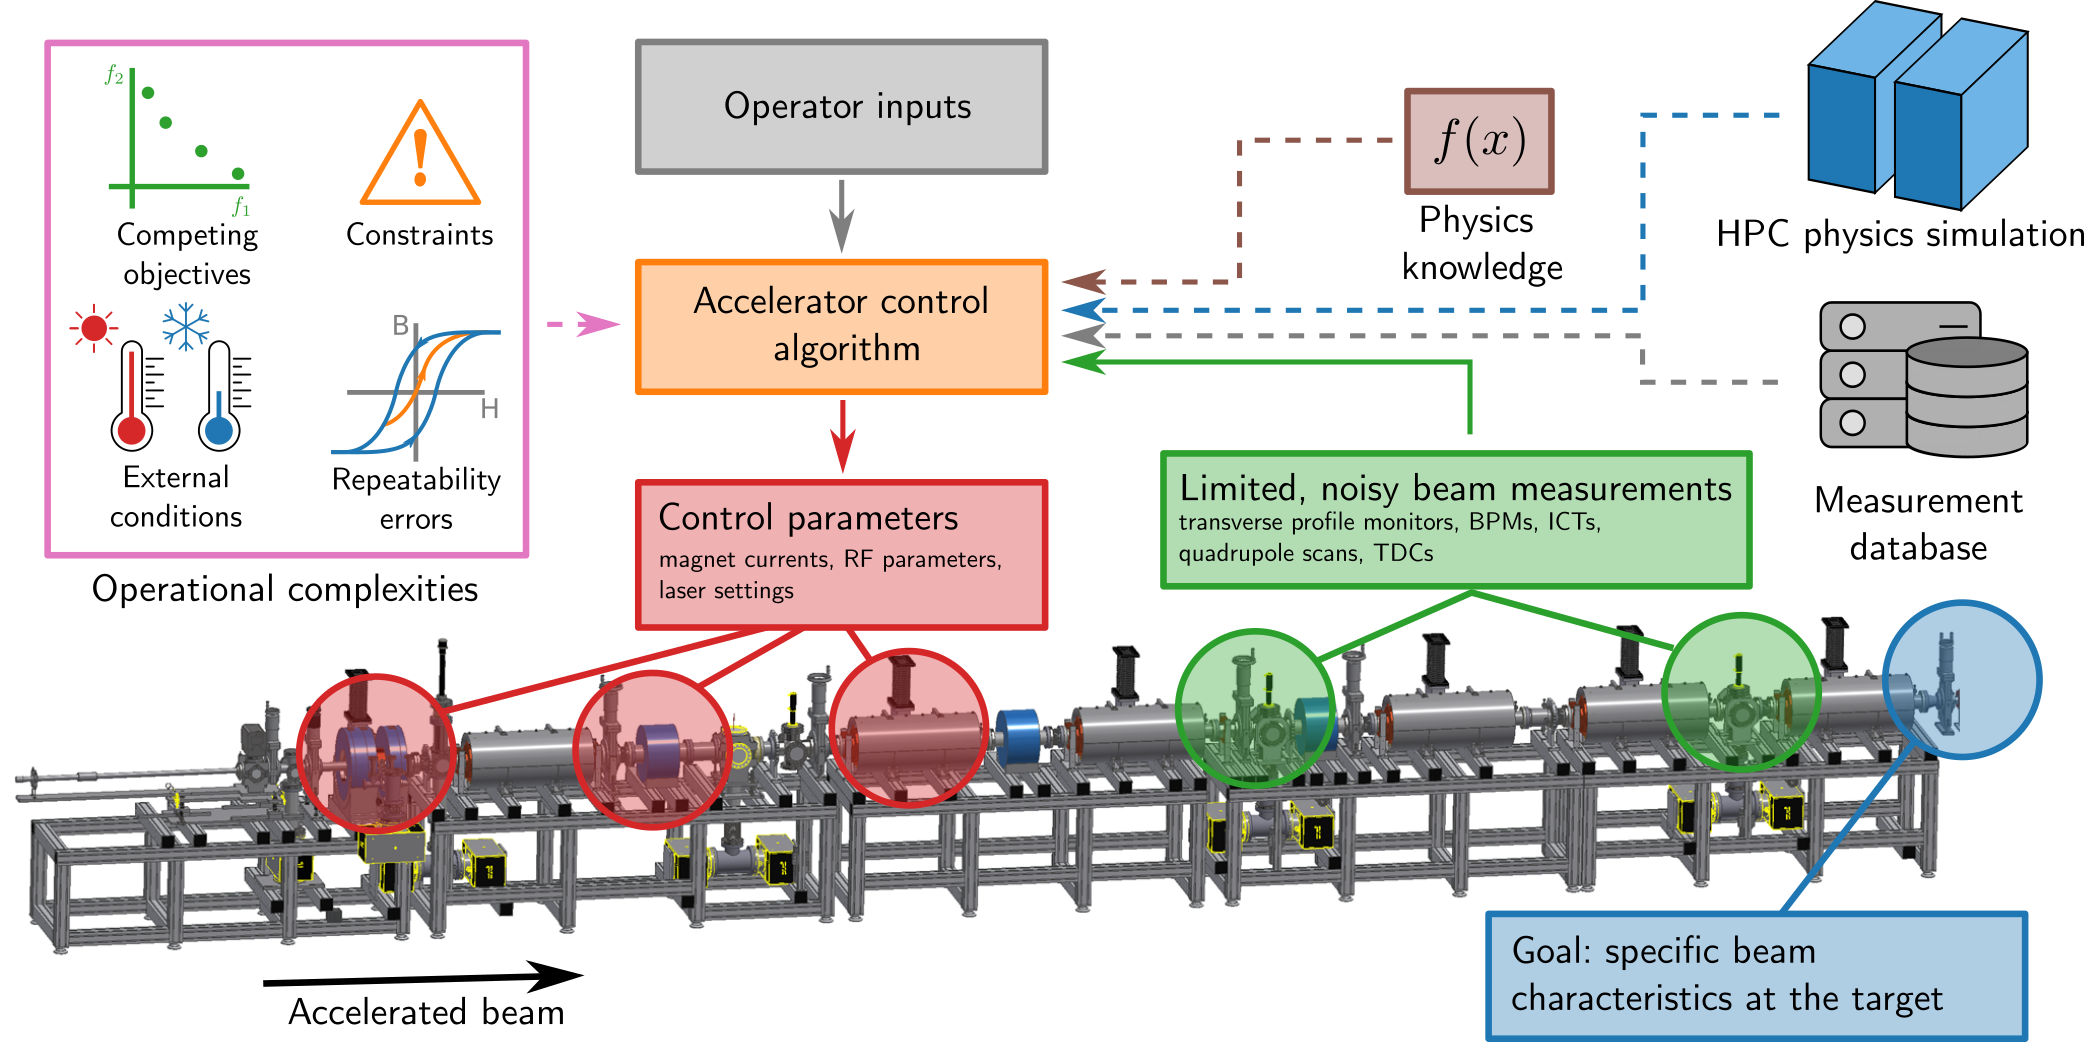 f2
f1
Competing
objectives
Constraints
External
conditions
B
H
Repeatability
errors
Operational complexities
Operator inputs
Accelerator control
algorithm
Control parameters
magnet currents, RF parameters,
laser settings
f(x)
Physics
knowledge
HPC physics simulation
Measurement
database
Limited, noisy beam measurements
transverse profile monitors, BPMs, ICTs,
quadrupole scans, TDCs
Accelerated beam
Goal: specific beam
characteristics at the target